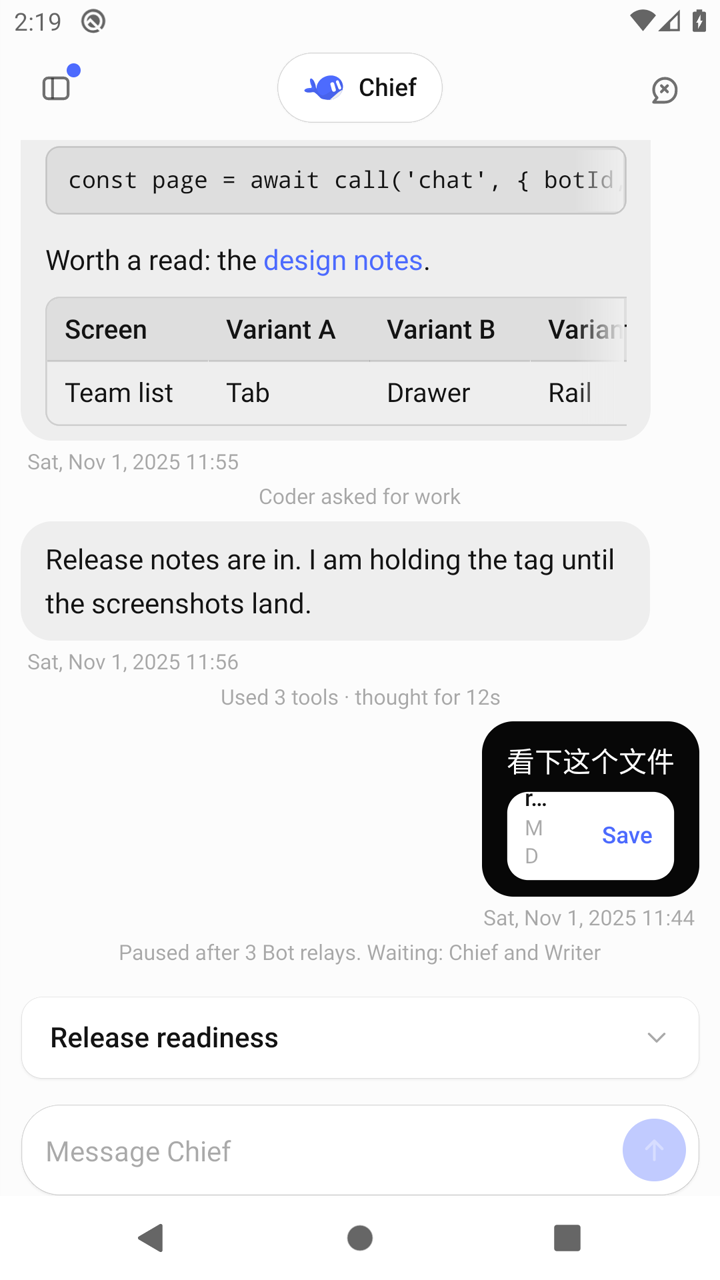 2:19
Chief
const page = await call('chat', { botId,
Worth a read: the design notes.
Screen Variant A Variant B Variant
Team list Tab Drawer Rail
Sat, Nov 1, 2025 11:55
Coder asked for work
Release notes are in. I am holding the tag until
the screenshots land.
Sat, Nov 1, 2025 11:56
Used 3 tools · thought for 12s
看下这个文件
r...
M
D
Save
Sat, Nov 1, 2025 11:44
Paused after 3 Bot relays. Waiting: Chief and Writer
Release readiness
Message Chief